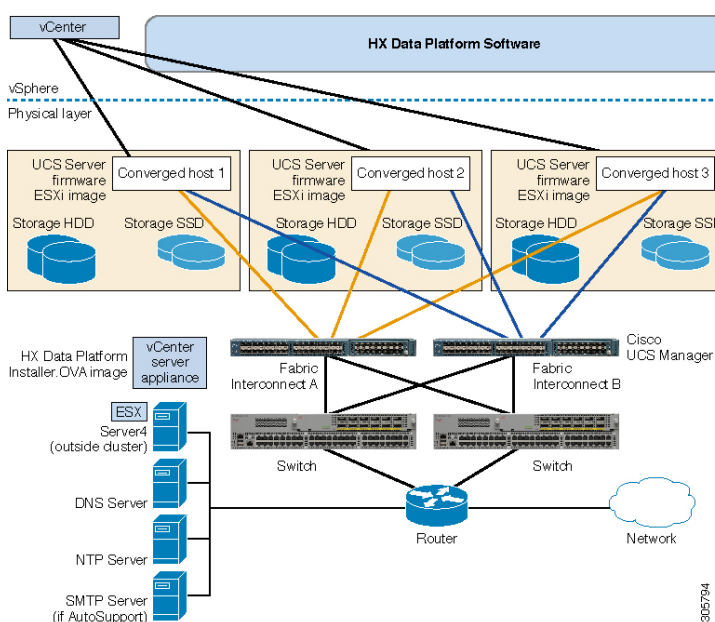 vCenter
HX Data Platform Software
vSphere
Physical layer
UCS Server
firmware
ESXi image
Converged host 1
Storage HDD
Storage SSD
UCS Server
firmware
ESXi image
Converged host 2
Storage HDD
Storage SSD
UCS Server
firmware
ESXi image
Converged host 3
Storage HDD
Storage SSD
HX Data Platform
Installer.OVA image
vCenter
server
appliance
Fabric
Interconnect A
Fabric
Interconnect B
Cisco
UCS Manager
ESX
Server4
(outside cluster)
Switch
Switch
DNS Server
NTP Server
Router
Network
SMTP Server
(if AutoSupport)
305794